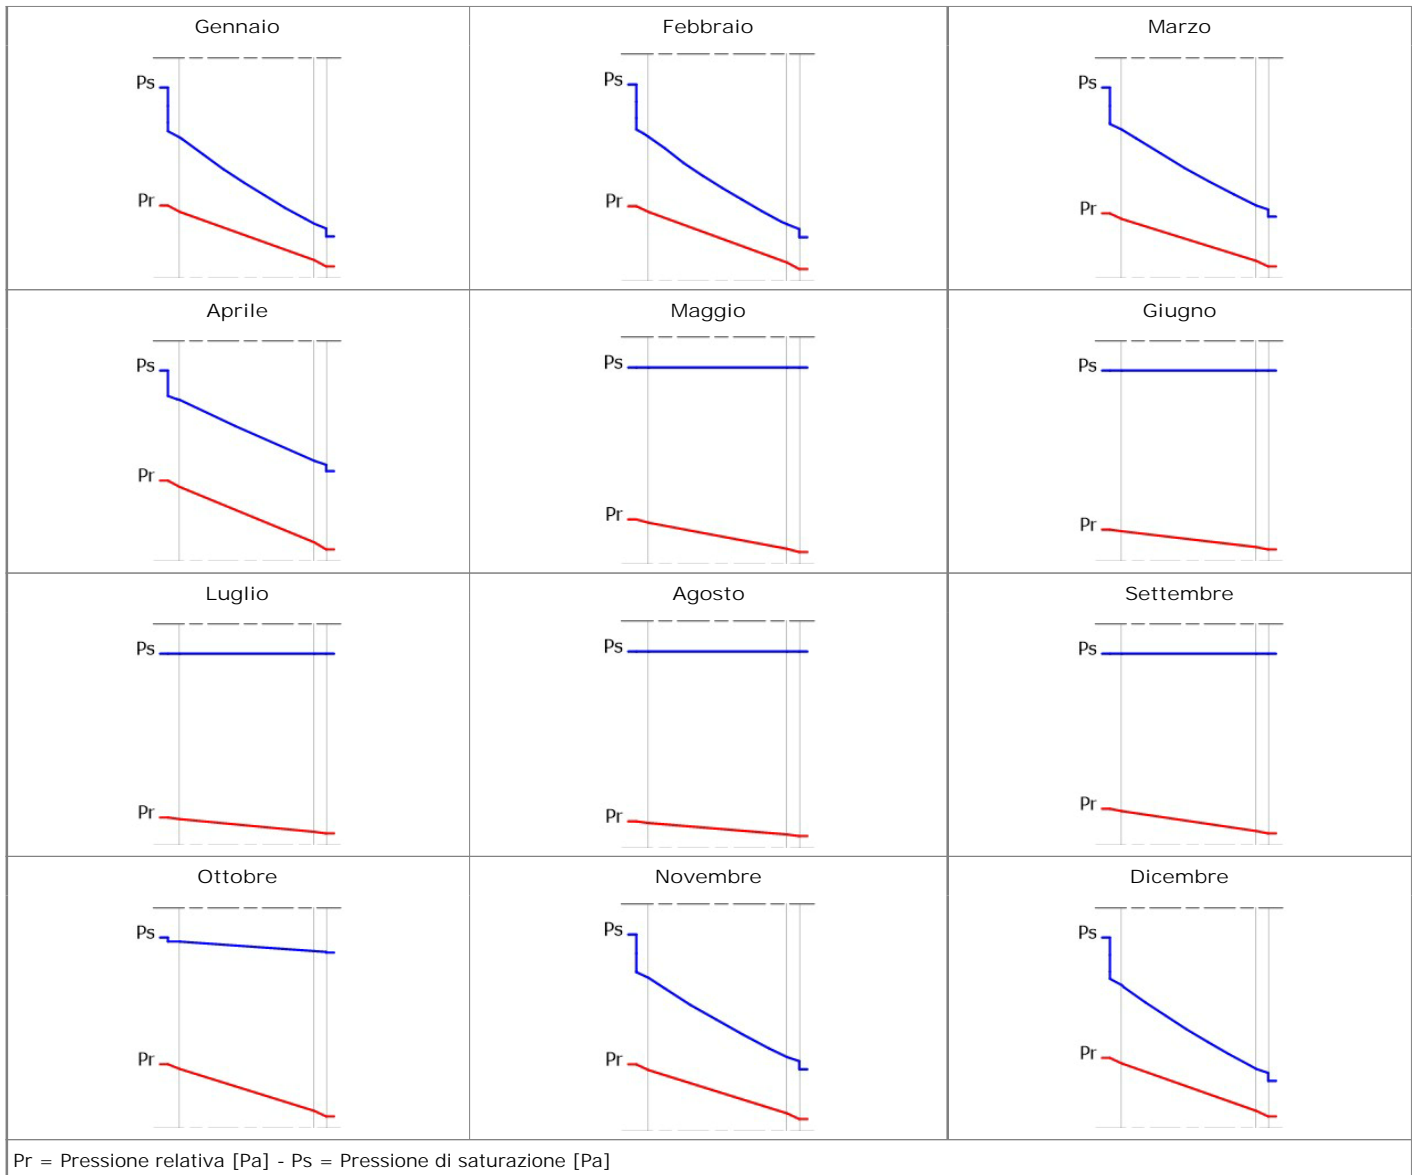 Gennaio
Febbraio
Marzo
Ps
Pr
Ps
Pr
Ps
Pr
Aprile
Maggio
Giugno
Ps
Pr
Ps
Pr
Ps
Pr
Luglio
Agosto
Settembre
Ps
Pr
Ps
Pr
Ps
Pr
Ottobre
Novembre
Dicembre
Ps
Pr
Ps
Pr
Ps
Pr
Pr = Pressione relativa [Pa] - Ps = Pressione di saturazione [Pa]